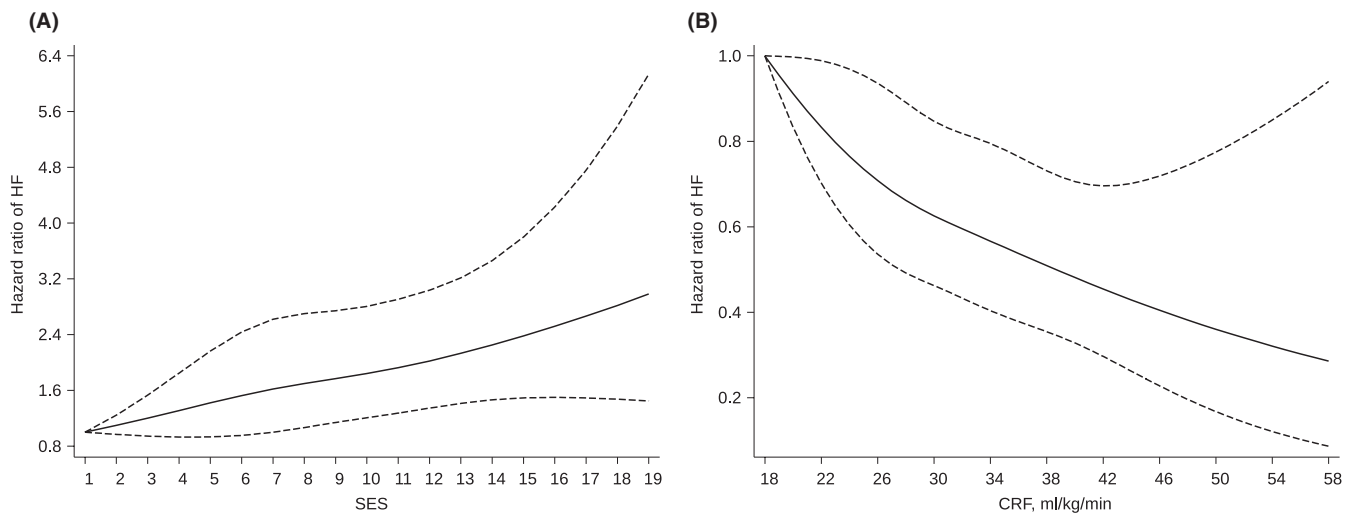 (A)
Hazard ratio of HF
6.4
5.6
4.8
4.0
3.2
2.4
1.6
0.8
1 2 3 4 5 6 7 8 9 10 11 12 13 14 15 16 17 18 19
SES
(B)
Hazard ratio of HF
1.0
0.8
0.6
0.4
0.2
18 22 26 30 34 38 42 46 50 54 58
CRF, ml/kg/min